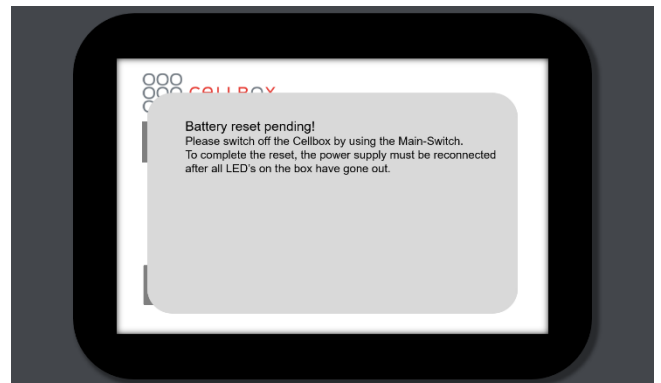 CELLBOX
Battery reset pending!
Please switch off the Cellbox by using the Main-Switch.
To complete the reset, the power supply must be reconnected
after all LED's on the box have gone out.